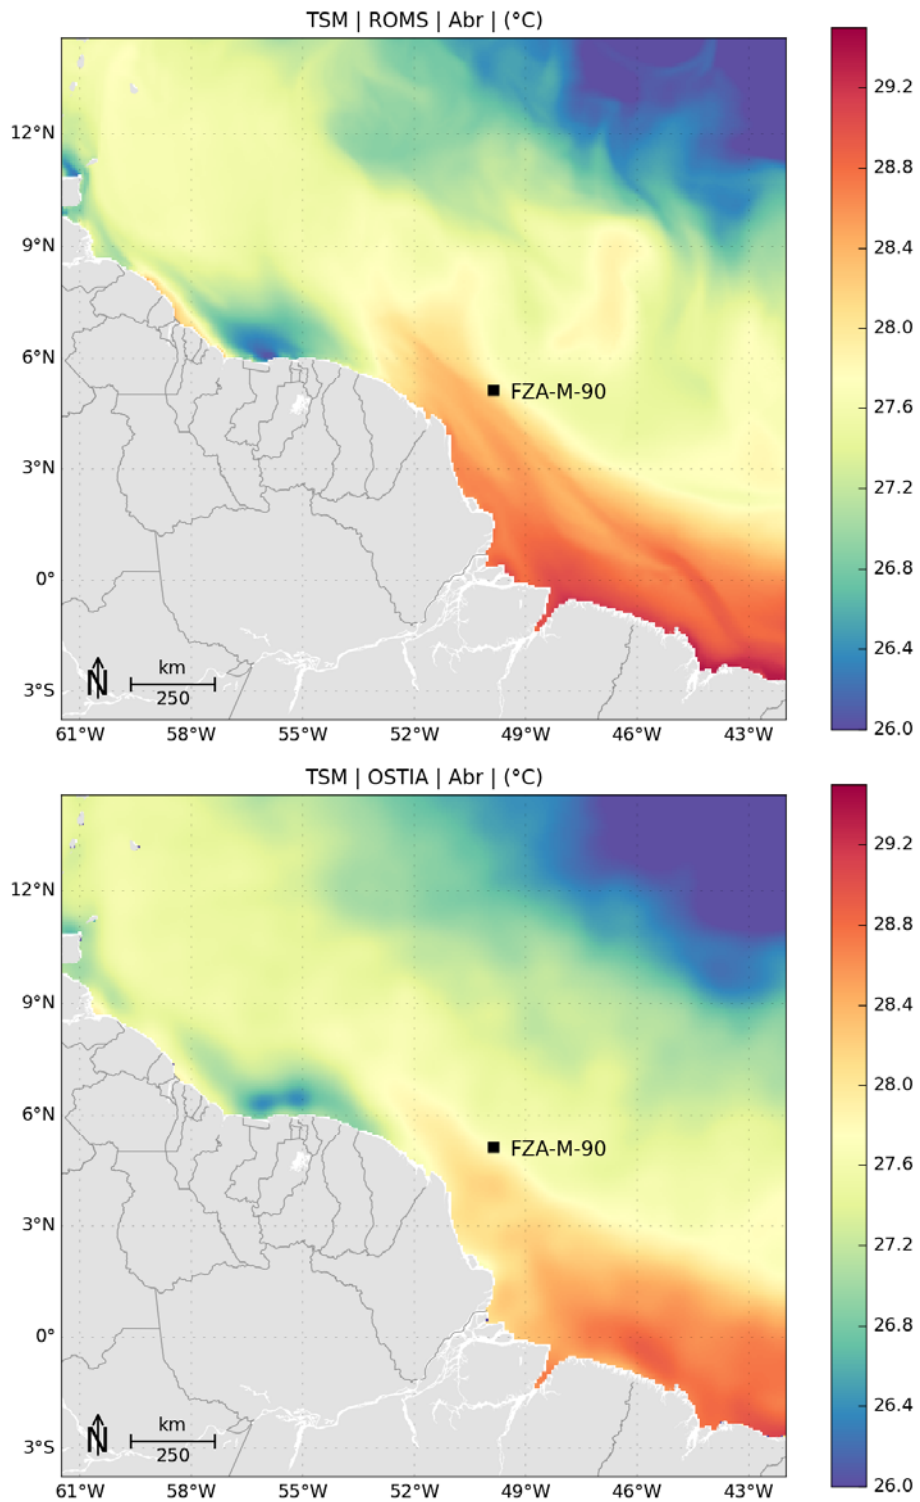 TSM | ROMS | Abr | (°C)
12°N
9°N
6°N
3°N
0°
3°S
FZA-M-90
N
km
250
61°W 58°W 55°W 52°W 49°W 46°W 43°W
29.2
28.8
28.4
28.0
27.6
27.2
26.8
26.4
26.0
TSM | OSTIA | Abr | (°C)
12°N
9°N
6°N
3°N
0°
3°S
FZA-M-90
N
km
250
61°W 58°W 55°W 52°W 49°W 46°W 43°W
29.2
28.8
28.4
28.0
27.6
27.2
26.8
26.4
26.0